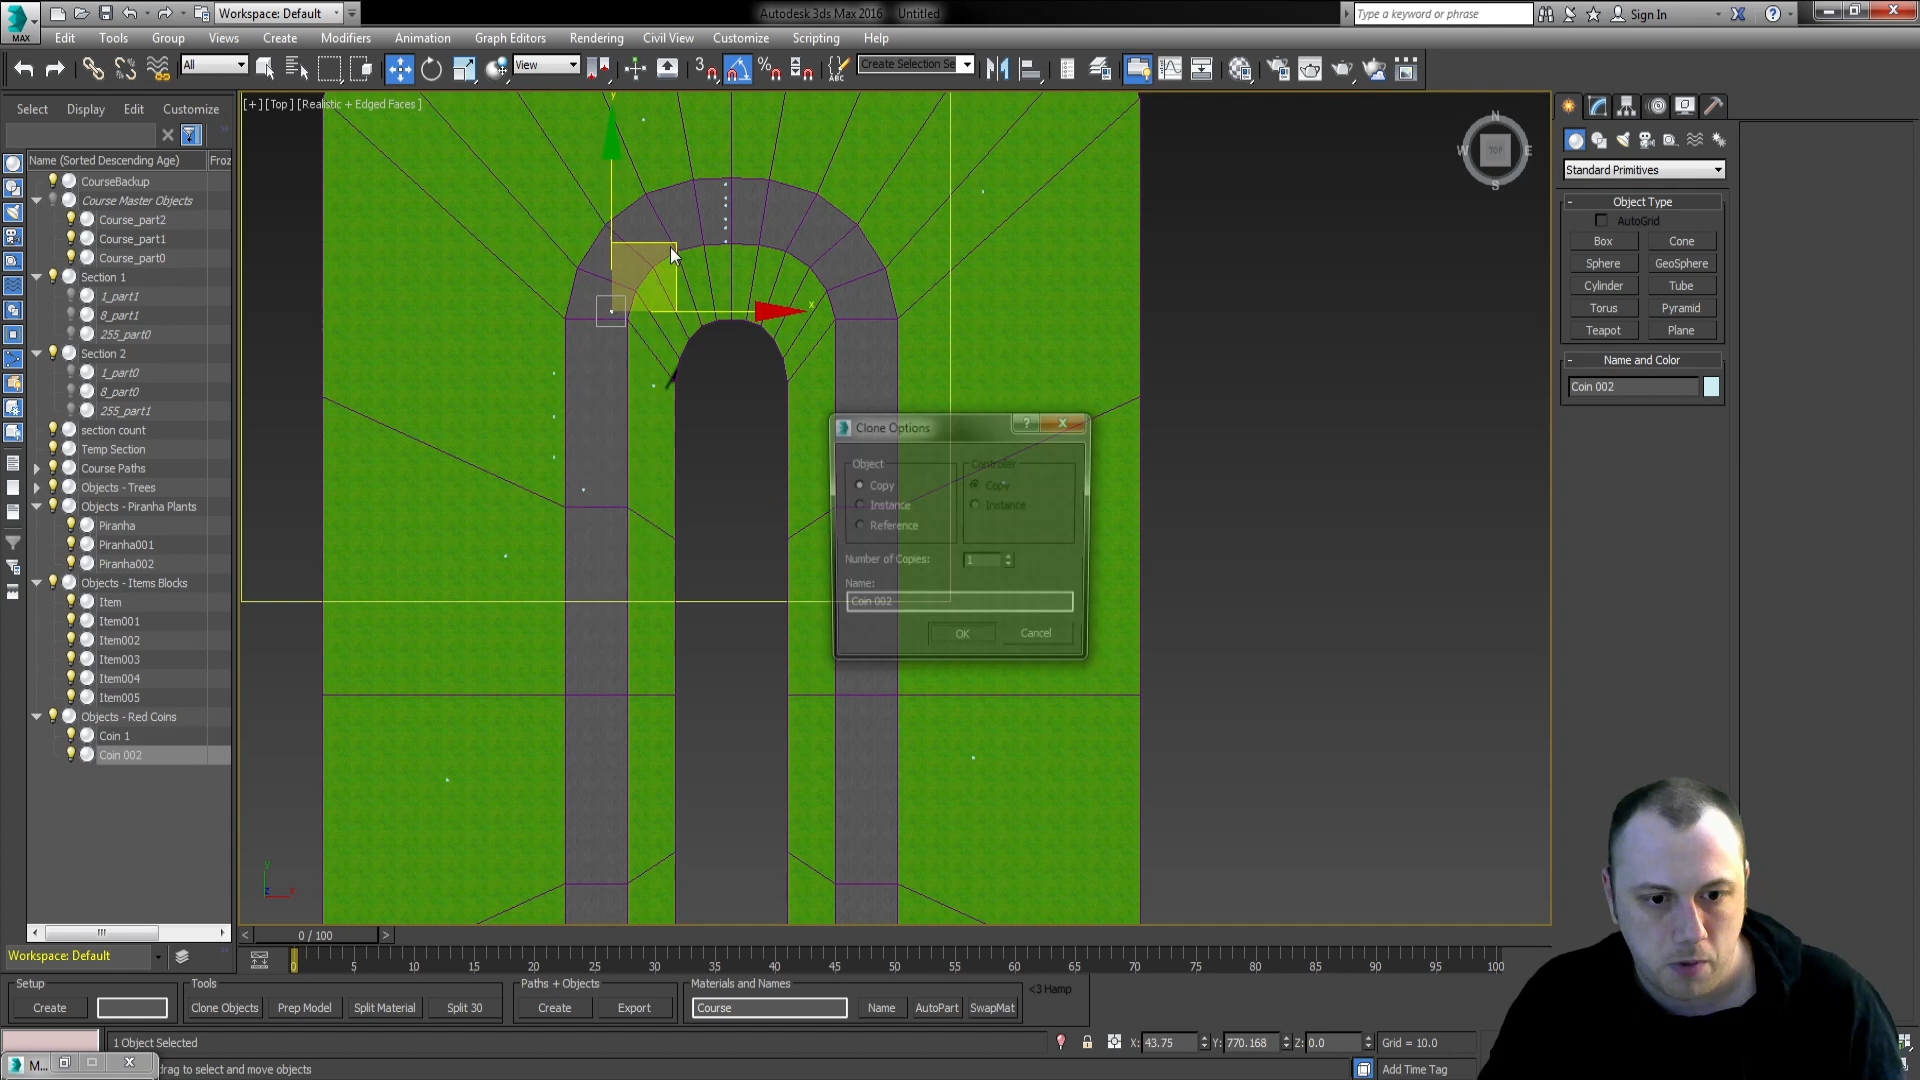 Workspace: Default
Autodesk 3ds Max 2016 Untitled
Type a keyword or phrase
Sign In
MAX
Edit Tools Group Views Create Modifiers Animation Graph Editors Rendering Civil View Customize Scripting Help
All
View
Create Selection Se
Select Display Edit Customize
[+] [Top] [Realistic + Edged Faces]
Name (Sorted Descending Age) Froz
CourseBackup
Course Master Objects
Course_part2
Course_part1
Course_part0
Section 1
1_part1
8_part1
255_part0
Section 2
1_part0
8_part0
255_part1
section count
Temp Section
Course Paths
Objects - Trees
Objects - Piranha Plants
Piranha
Piranha001
Piranha002
Objects - Items Blocks
Item
Item001
Item002
Item003
Item004
Item005
Objects - Red Coins
Coin 1
Coin 002
y
x
N
W TOP E
S
Clone Options
Object
Copy
Instance
Reference
Controller
Copy
Instance
Number of Copies: 1
Name:
Coin 002
OK Cancel
Standard Primitives
Object Type
AutoGrid
Box Cone
Sphere GeoSphere
Cylinder Tube
Torus Pyramid
Teapot Plane
Name and Color
Coin 002
y
z x
0 / 100
Workspace: Default
0 5 10 15 20 25 30 35 40 45 50 55 60 65 70 75 80 85 90 95 100
Setup
Create
Tools
Clone Objects Prep Model Split Material Split 30
Paths + Objects
Create Export
Materials and Names
Course Name AutoPart SwapMat
<3 Hamp
1 Object Selected
X: 43.75 Y: 770.168 Z: 0.0 Grid = 10.0
M...
drag to select and move objects
Add Time Tag